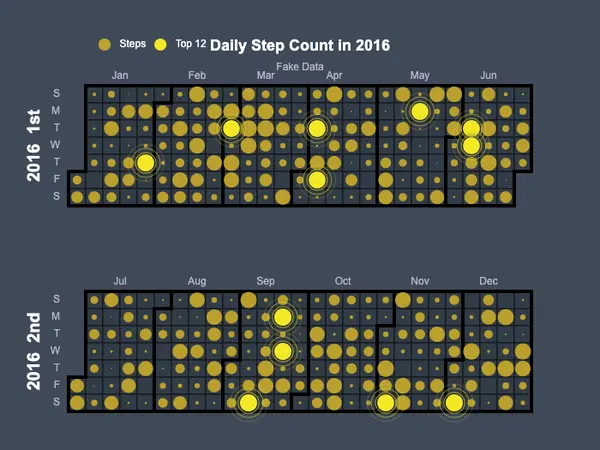 Steps Top 12 Daily Step Count in 2016
Fake Data
Jan Feb Mar Apr May Jun
2016 1st
S
M
T
W
T
F
S
Jul Aug Sep Oct Nov Dec
2016 2nd
S
M
T
W
T
F
S